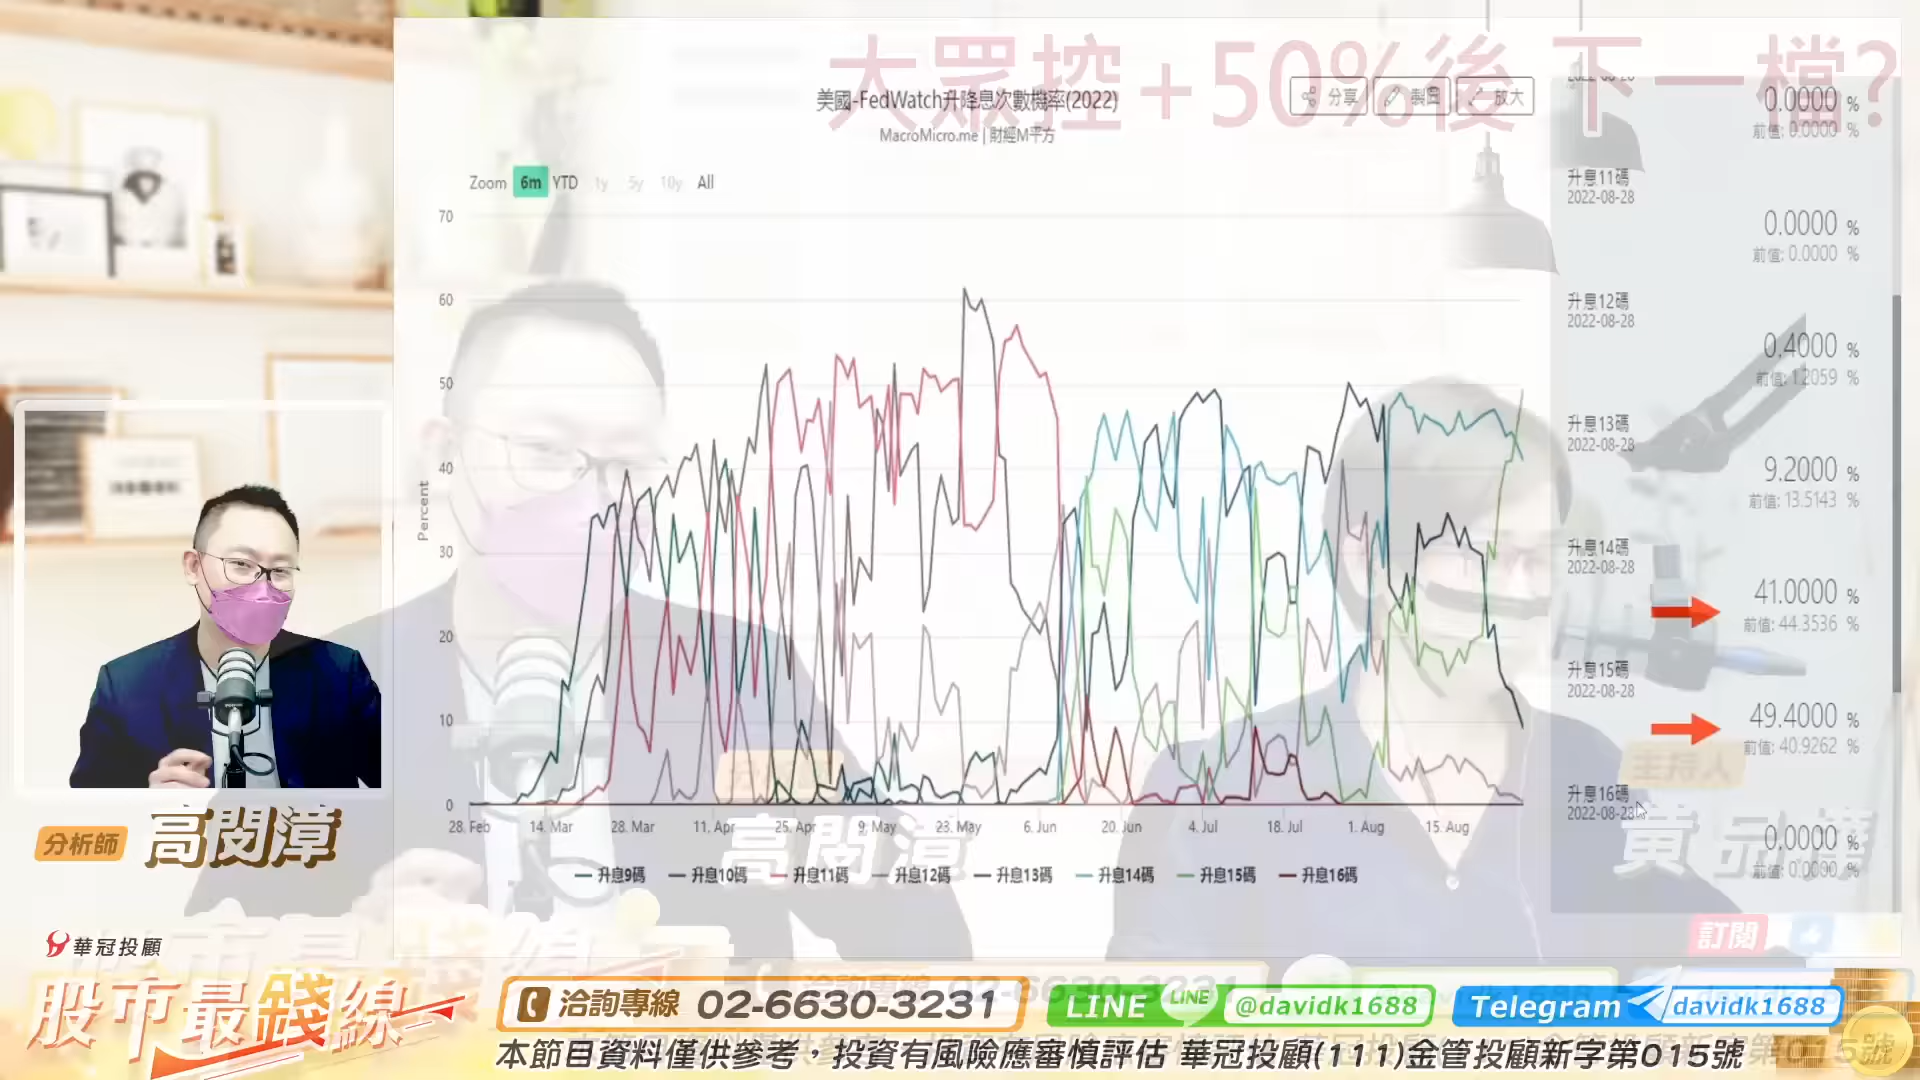 大眾控+50%後 下一檔?
美國-FedWatch升降息次數機率(2022)
MacroMicro.me | 財經M平方
分享 製圖 放大
Zoom 6m YTD 1y 5y 10y All
Percent
70
60
50
40
30
20
10
0
28. Feb 14. Mar 28. Mar 11. Apr 25. Apr 9. May 23. May 6. Jun 20. Jun 4. Jul 18. Jul 1. Aug 15. Aug
升息9碼 升息10碼 升息11碼 升息12碼 升息13碼 升息14碼 升息15碼 升息16碼
0.0000 %
前值: 0.0000 %
升息11碼
2022-08-28
0.0000 %
前值: 0.0000 %
升息12碼
2022-08-28
0.4000 %
前值: 1.2059 %
升息13碼
2022-08-28
9.2000 %
前值: 13.5143 %
升息14碼
2022-08-28
41.0000 %
前值: 44.3536 %
升息15碼
2022-08-28
49.4000 %
前值: 40.9262 %
升息16碼
2022-08-28
0.0000 %
前值: 0.0000 %
主持人
高閔漳
訂閱
分析師 高閔漳
華冠投顧
股市最錢線
洽詢專線 02-6630-3231
LINE LINE @davidk1688
Telegram davidk1688
本節目資料僅供參考，投資有風險應審慎評估 華冠投顧(111)金管投顧新字第015號